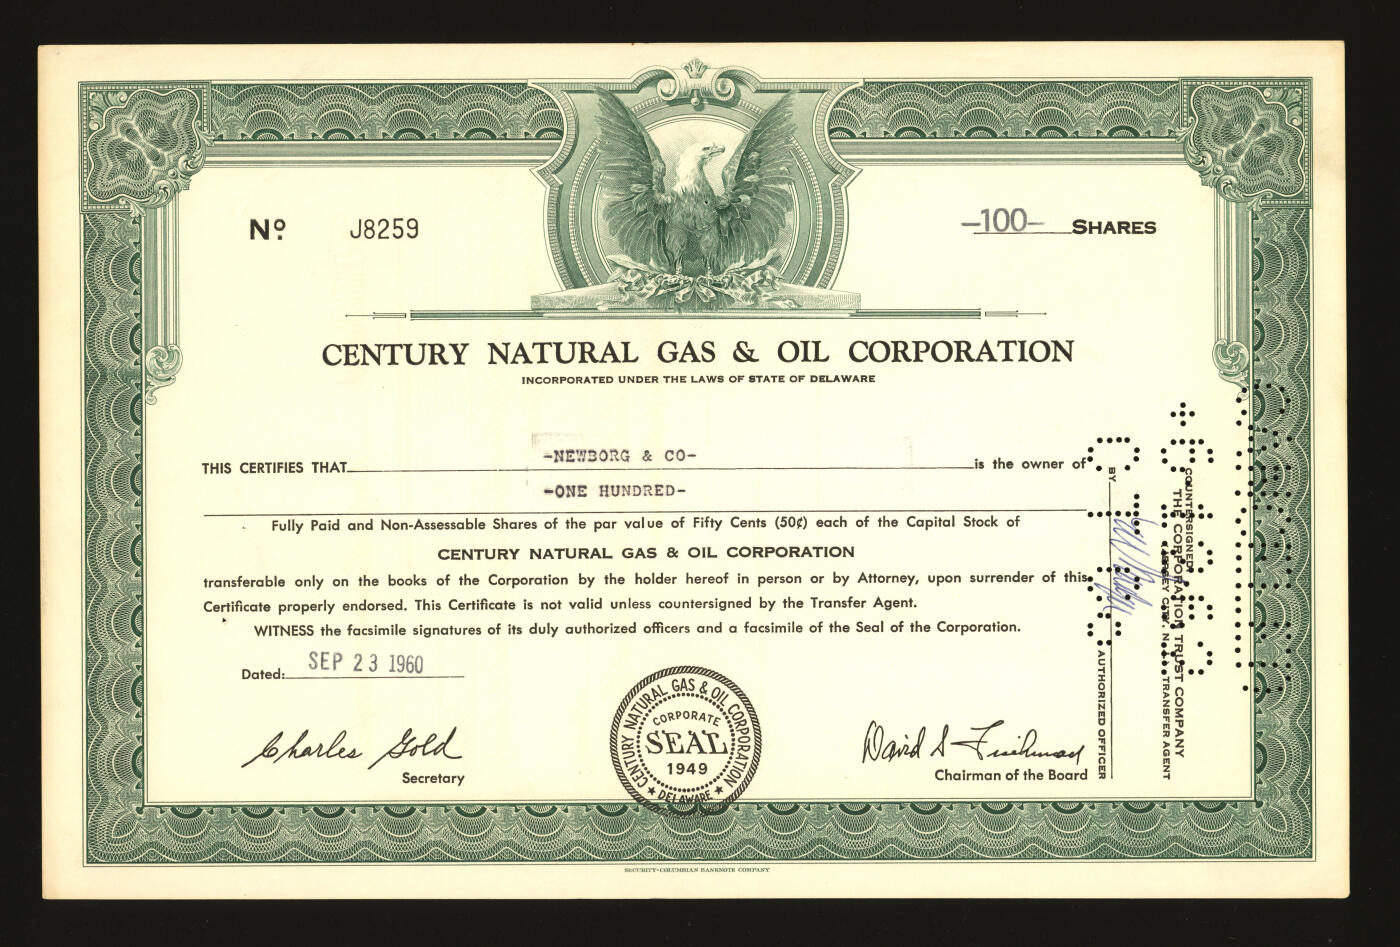 Nº J8259
-100- SHARES
CENTURY NATURAL GAS & OIL CORPORATION
INCORPORATED UNDER THE LAWS OF STATE OF DELAWARE
THIS CERTIFIES THAT -NEWBORG & CO- is the owner of
-ONE HUNDRED-
Fully Paid and Non-Assessable Shares of the par value of Fifty Cents (50¢) each of the Capital Stock of
CENTURY NATURAL GAS & OIL CORPORATION
transferable only on the books of the Corporation by the holder hereof in person or by Attorney, upon surrender of this
Certificate properly endorsed. This Certificate is not valid unless countersigned by the Transfer Agent.
WITNESS the facsimile signatures of its duly authorized officers and a facsimile of the Seal of the Corporation.
Dated: SEP 23 1960
Charles Gold
Secretary
CENTURY NATURAL GAS & OIL CORPORATION
CORPORATE
SEAL
1949
★ DELAWARE ★
David S Fishman
Chairman of the Board
COUNTERSIGNED
THE CORPORATION TRUST COMPANY
JERSEY CITY, N.J. TRANSFER AGENT
BY
AUTHORIZED OFFICER
SECURITY-COLUMBIAN BANKNOTE COMPANY